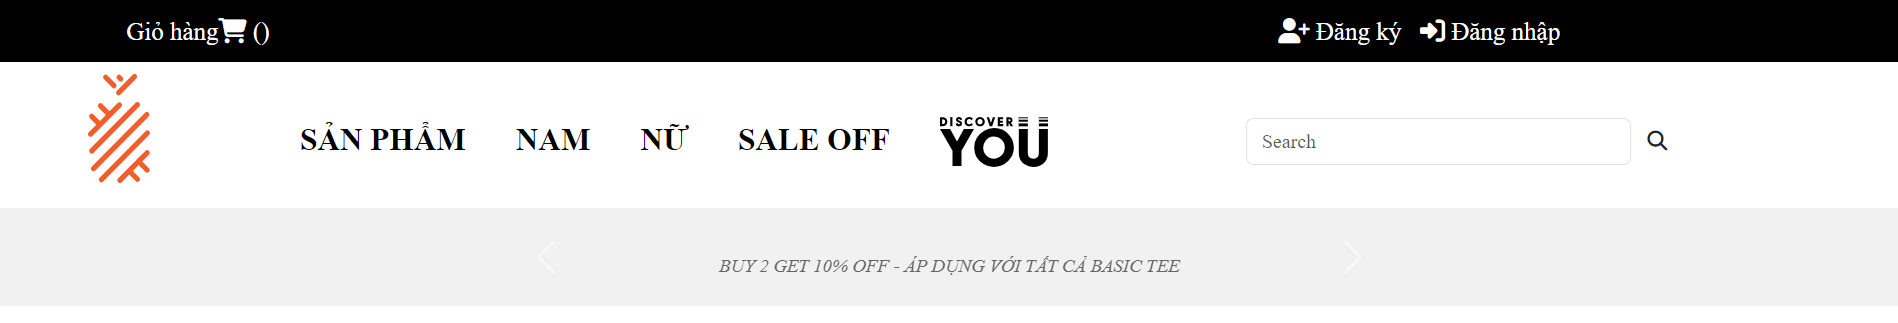 Giỏ hàng ()
Đăng ký
Đăng nhập
SẢN PHẨM
NAM
NỮ
SALE OFF
DISCOVER
YOU
Search
BUY 2 GET 10% OFF - ÁP DỤNG VỚI TẤT CẢ BASIC TEE